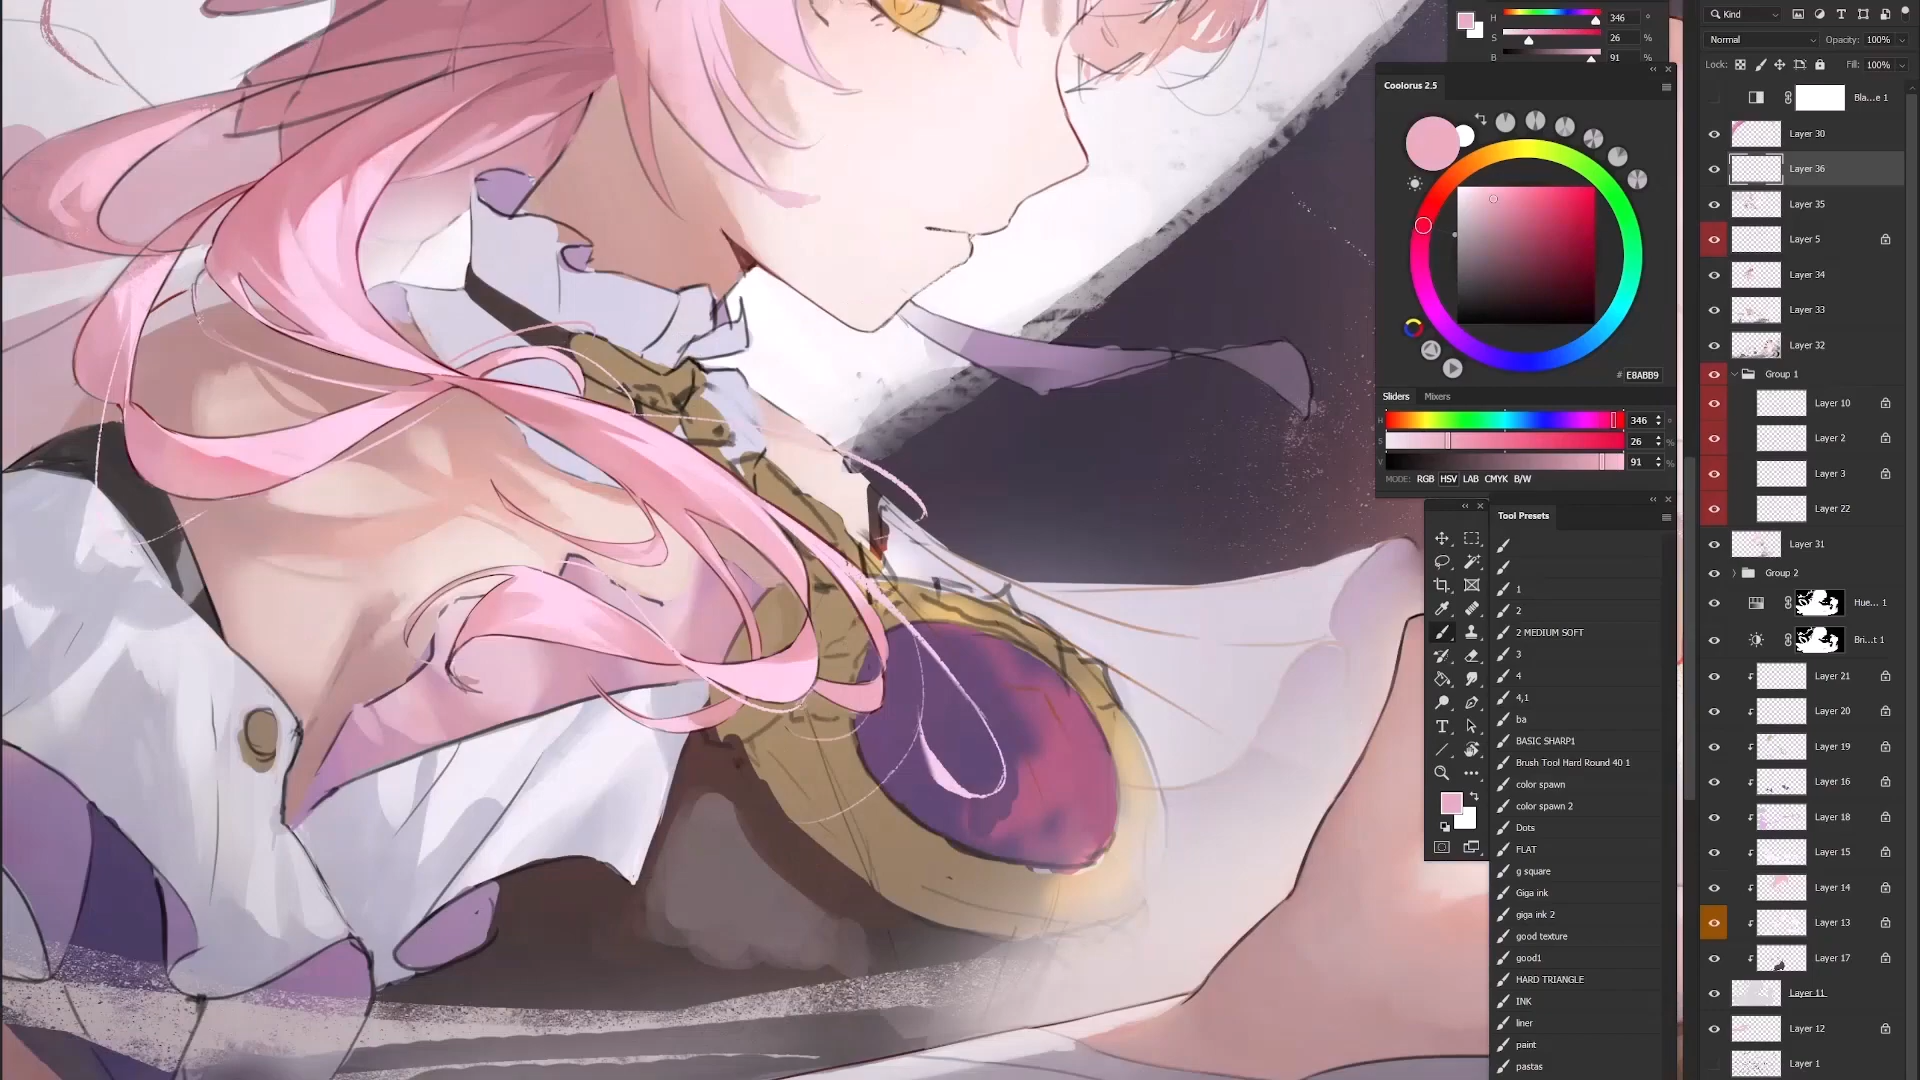 H 346 °
S 26 %
B 91 %
Coolorus 2.5
# E8ABB9
Sliders Mixers
H 346 °
S 26 %
V 91 %
MODE: RGB HSV LAB CMYK B/W
Tool Presets
1
2
2 MEDIUM SOFT
3
4
4,1
ba
BASIC SHARP1
Brush Tool Hard Round 40 1
color spawn
color spawn 2
Dots
FLAT
g square
Giga ink
giga ink 2
good texture
good1
HARD TRIANGLE
INK
liner
paint
pastas
Kind
Normal Opacity: 100%
Lock: Fill: 100%
Bla...e 1
Layer 30
Layer 36
Layer 35
Layer 5
Layer 34
Layer 33
Layer 32
Group 1
Layer 10
Layer 2
Layer 3
Layer 22
Layer 31
Group 2
Hue... 1
Bri...t 1
Layer 21
Layer 20
Layer 19
Layer 16
Layer 18
Layer 15
Layer 14
Layer 13
Layer 17
Layer 11
Layer 12
Layer 1